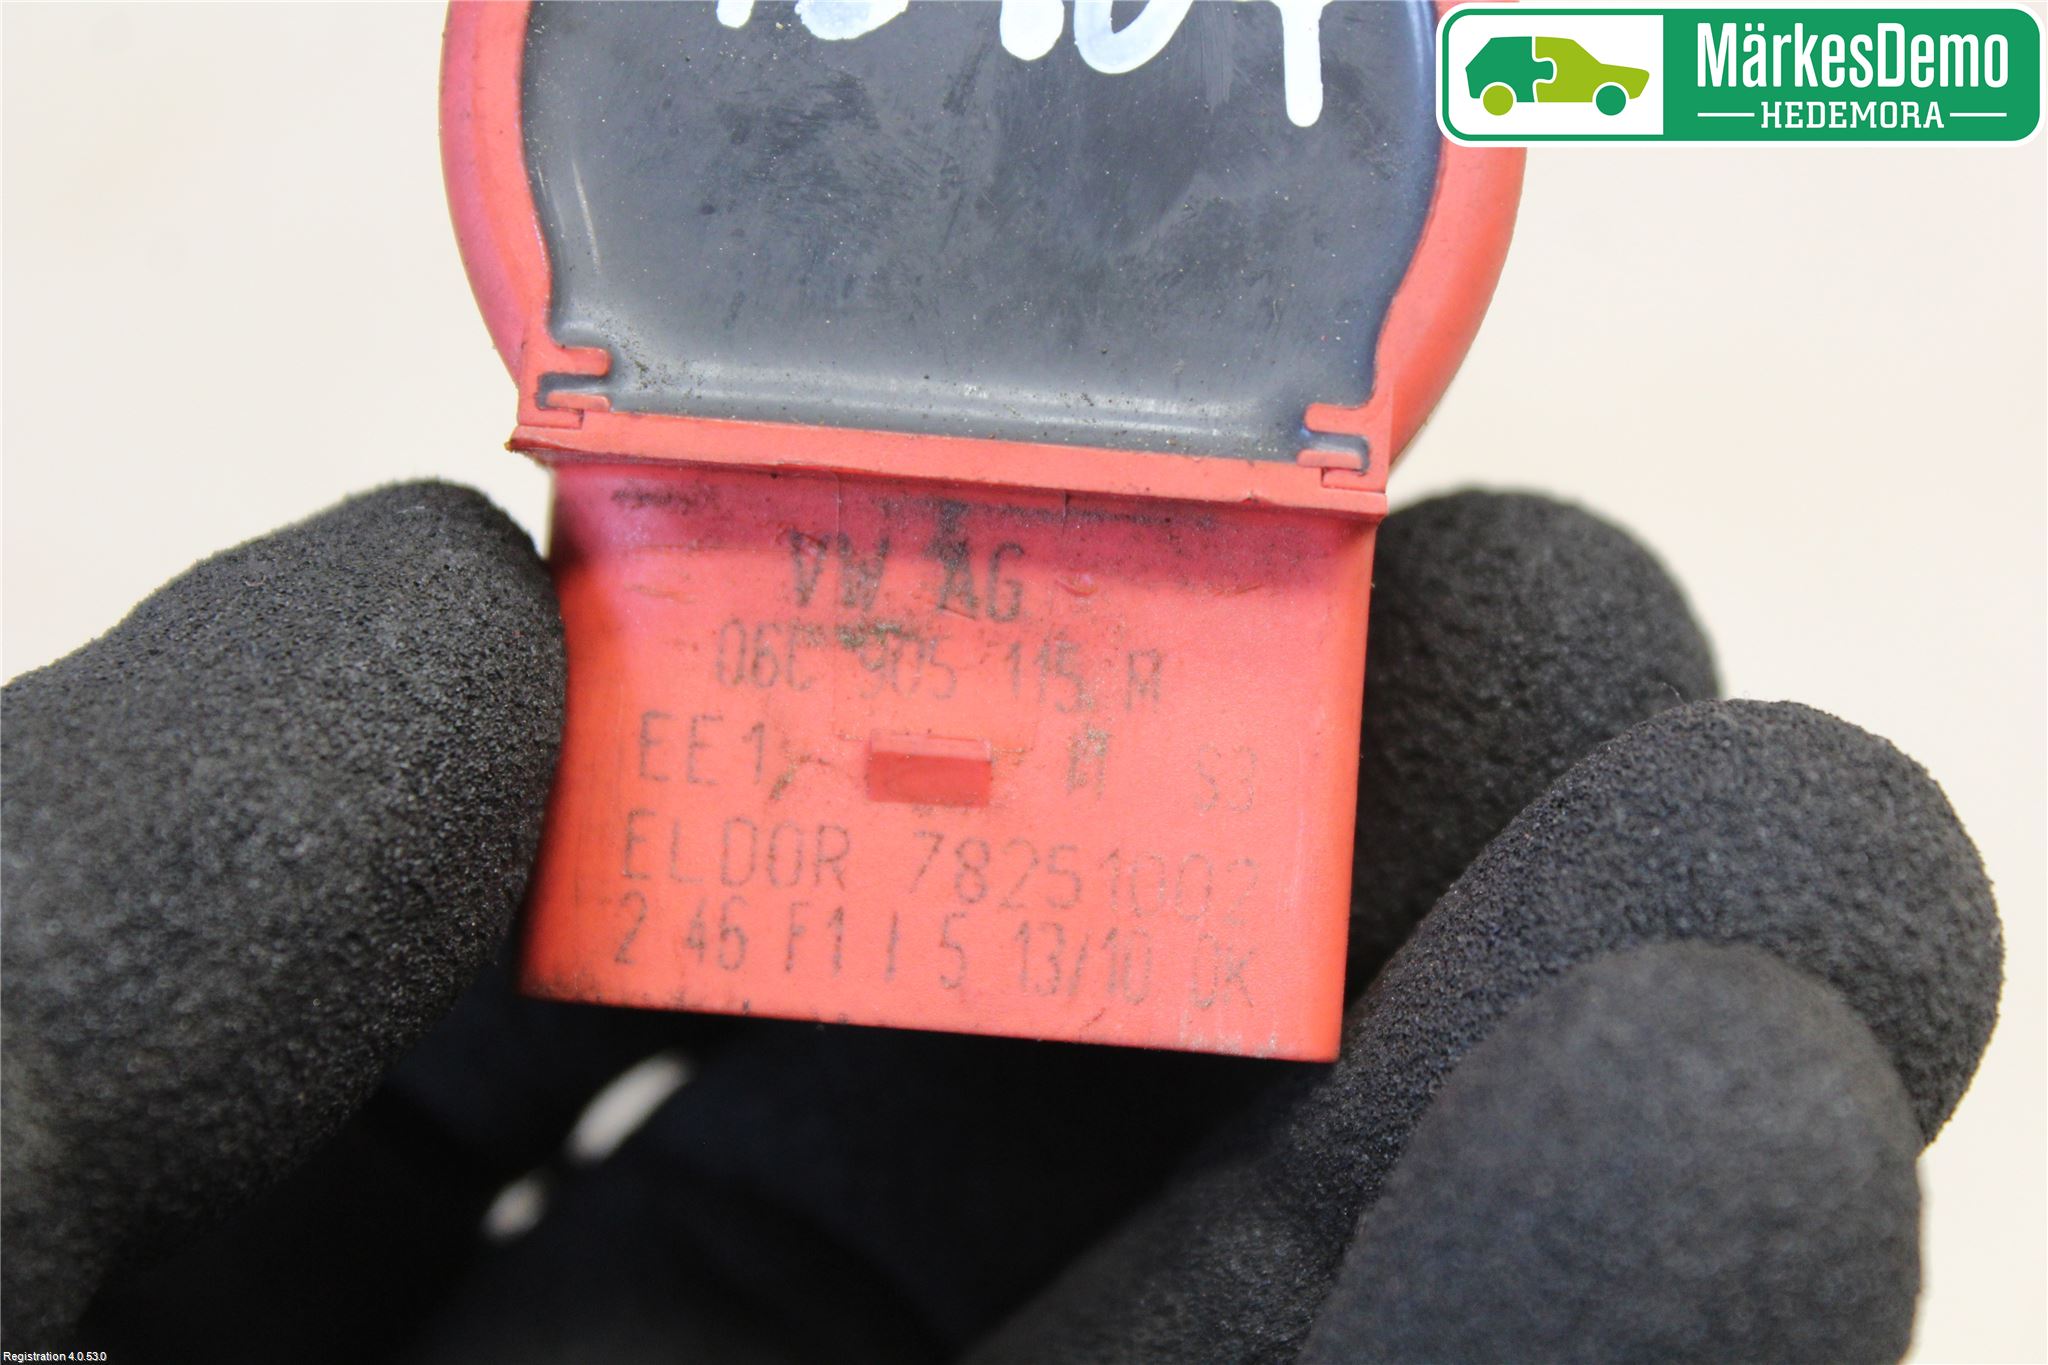 MärkesDemo
HEDEMORA
VW AG
06C 905 115 M
EE1
S3
ELDOR 78251002
2 46 F1 / 5 13/10 OK
Registration 4.0.53.0